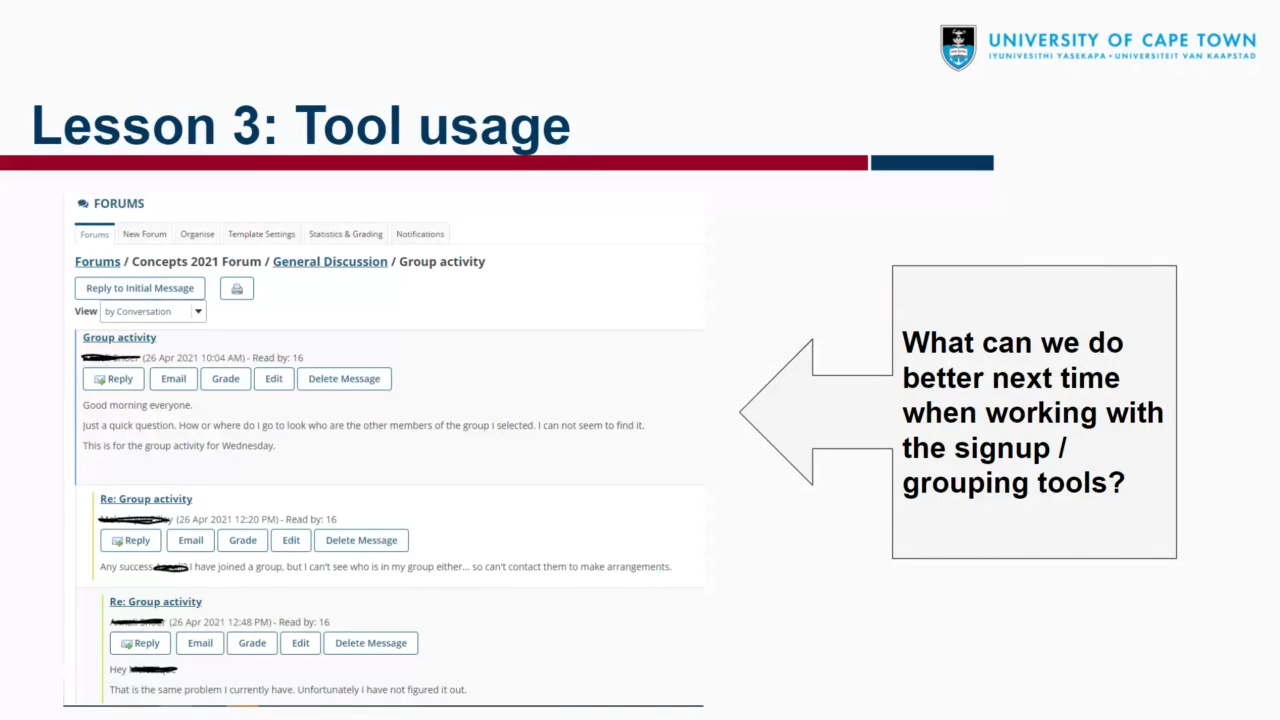 UNIVERSITY OF CAPE TOWN
IYUNIVESITHI YASEKAPA • UNIVERSITEIT VAN KAAPSTAD
Lesson 3: Tool usage
FORUMS
Forums New Forum Organise Template Settings Statistics & Grading Notifications
Forums / Concepts 2021 Forum / General Discussion / Group activity
Reply to Initial Message
View by Conversation
Group activity
(26 Apr 2021 10:04 AM) - Read by: 16
Reply Email Grade Edit Delete Message
Good morning everyone.
Just a quick question. How or where do I go to look who are the other members of the group I selected. I can not seem to find it.
This is for the group activity for Wednesday.
Re: Group activity
(26 Apr 2021 12:20 PM) - Read by: 16
Reply Email Grade Edit Delete Message
Any success I have joined a group, but I can't see who is in my group either... so can't contact them to make arrangements.
Re: Group activity
(26 Apr 2021 12:48 PM) - Read by: 16
Reply Email Grade Edit Delete Message
Hey
That is the same problem I currently have. Unfortunately I have not figured it out.
What can we do
better next time
when working with
the signup /
grouping tools?